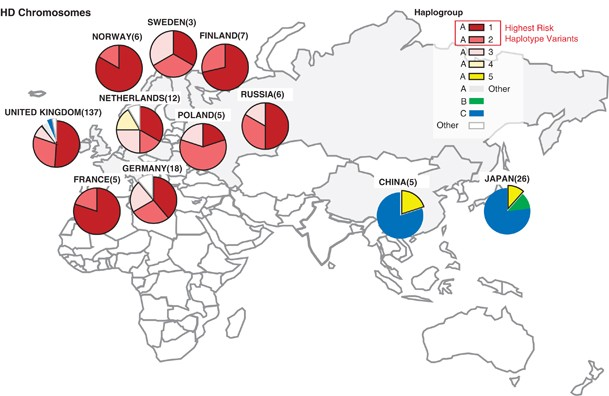 HD Chromosomes
Haplogroup
A 1
A 2
Highest Risk
Haplotype Variants
A 3
A 4
A 5
A Other
B
C
Other
SWEDEN(3)
NORWAY(6)
FINLAND(7)
NETHERLANDS(12)
RUSSIA(6)
UNITED KINGDOM(137)
POLAND(5)
GERMANY(18)
FRANCE(5)
CHINA(5)
JAPAN(26)